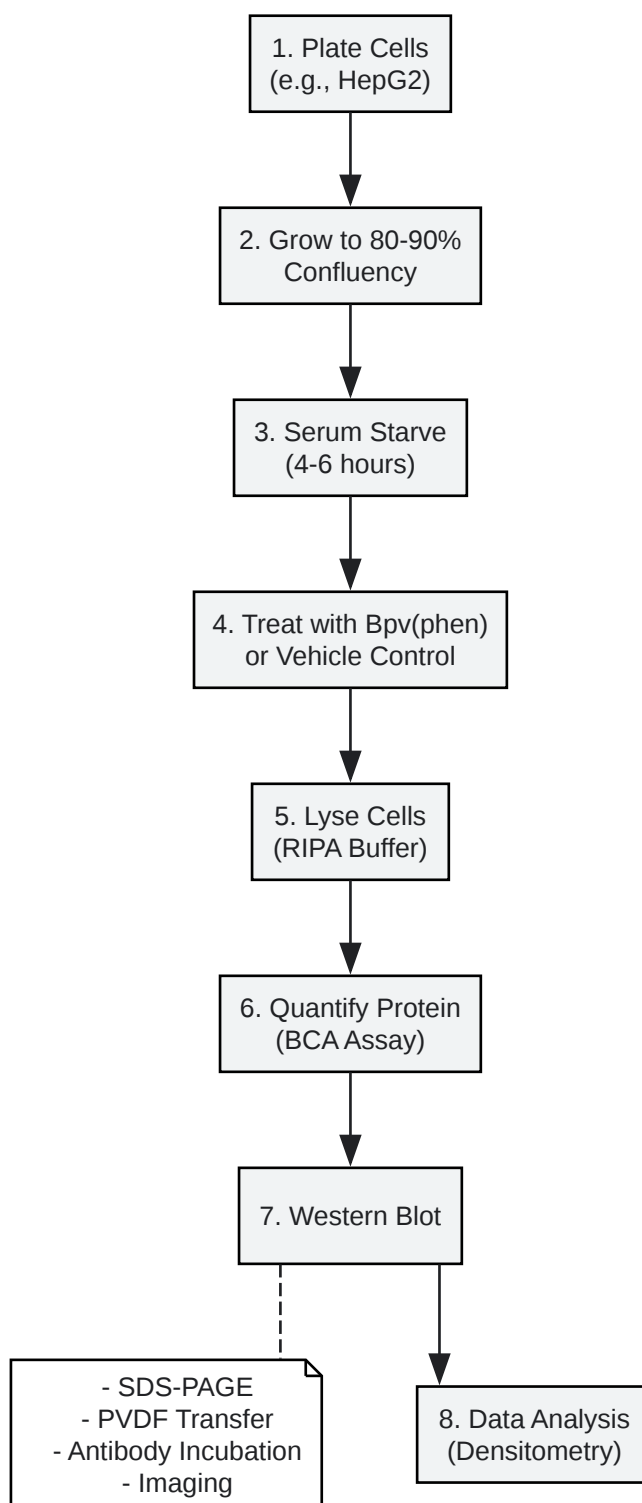 1. Plate Cells
(e.g., HepG2)
2. Grow to 80-90%
Confluency
3. Serum Starve
(4-6 hours)
4. Treat with Bpv(phen)
or Vehicle Control
5. Lyse Cells
(RIPA Buffer)
6. Quantify Protein
(BCA Assay)
7. Western Blot
- SDS-PAGE
- PVDF Transfer
- Antibody Incubation
- Imaging
8. Data Analysis
(Densitometry)